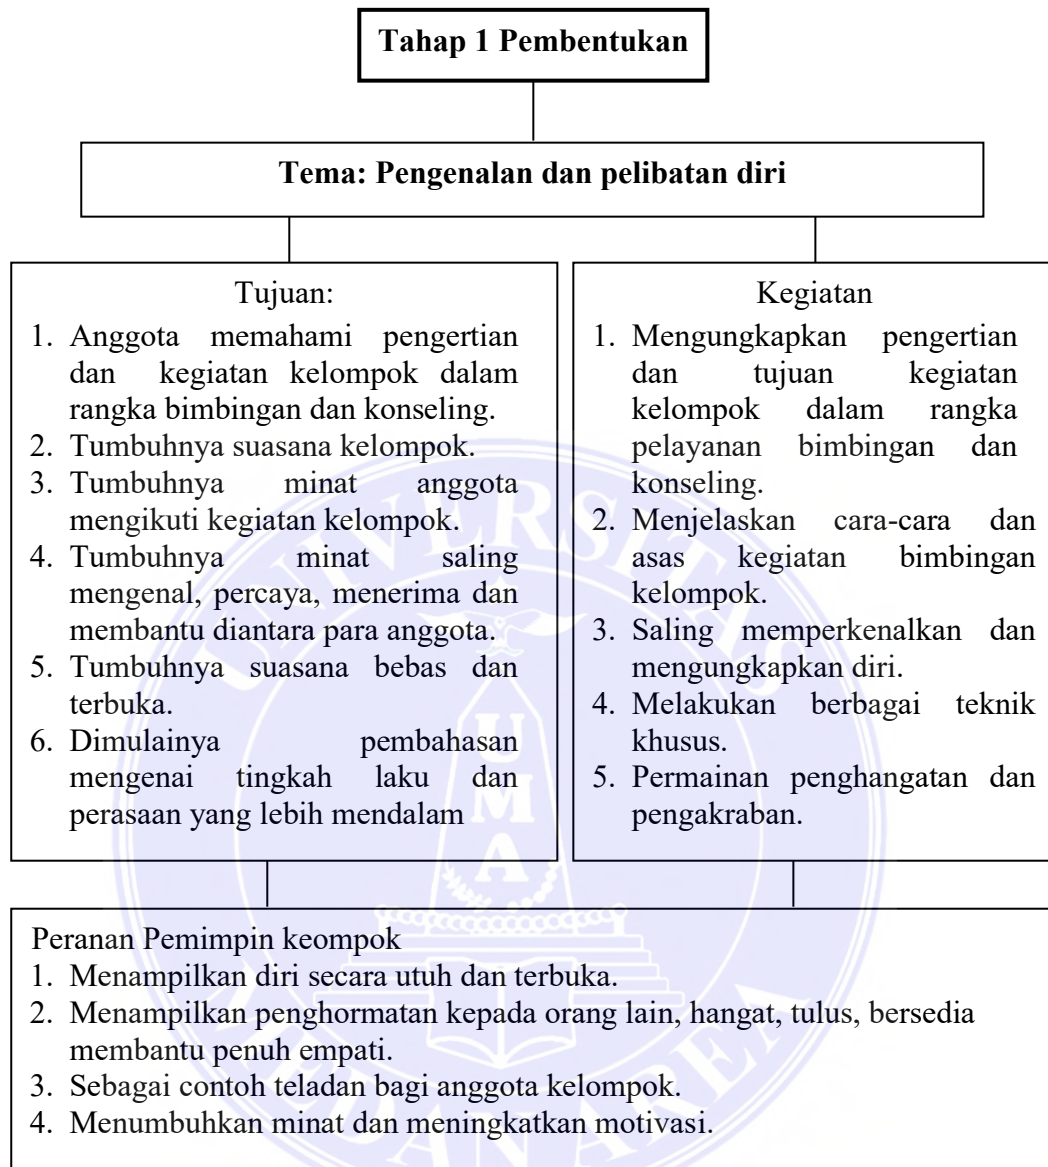 Tahap 1 Pembentukan
Tema: Pengenalan dan pelibatan diri
Tujuan:
1. Anggota memahami pengertian
dan kegiatan kelompok dalam
rangka bimbingan dan konseling.
2. Tumbuhnya suasana kelompok.
3. Tumbuhnya minat anggota
mengikuti kegiatan kelompok.
4. Tumbuhnya minat saling
mengenal, percaya, menerima dan
membantu diantara para anggota.
5. Tumbuhnya suasana bebas dan
terbuka.
6. Dimulainya pembahasan
mengenai tingkah laku dan
perasaan yang lebih mendalam
Kegiatan
1. Mengungkapkan pengertian
dan tujuan kegiatan
kelompok dalam rangka
pelayanan bimbingan dan
konseling.
2. Menjelaskan cara-cara dan
asas kegiatan bimbingan
kelompok.
3. Saling memperkenalkan dan
mengungkapkan diri.
4. Melakukan berbagai teknik
khusus.
5. Permainan penghangatan dan
pengakraban.
Peranan Pemimpin keompok
1. Menampilkan diri secara utuh dan terbuka.
2. Menampilkan penghormatan kepada orang lain, hangat, tulus, bersedia
membantu penuh empati.
3. Sebagai contoh teladan bagi anggota kelompok.
4. Menumbuhkan minat dan meningkatkan motivasi.
UNIVERSITAS
UMA
MEDAN AREA